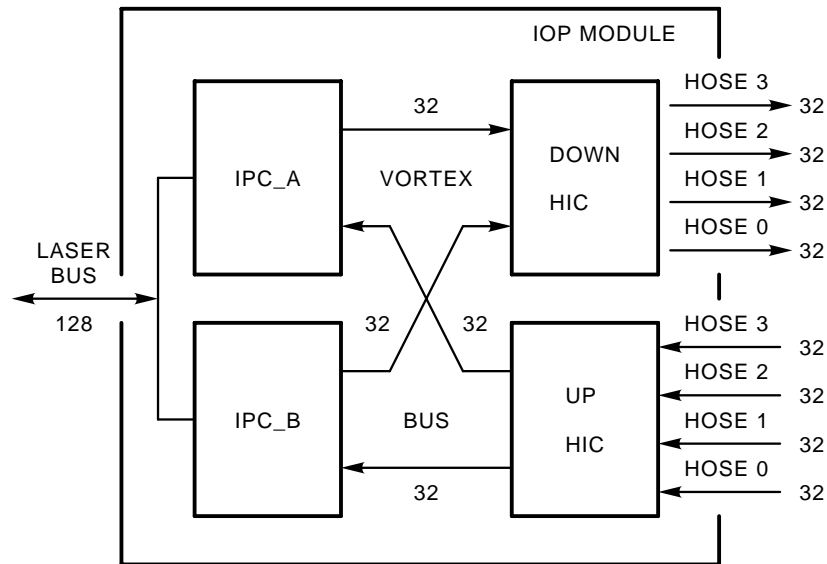 IOP MODULE
HOSE 3
32
32
HOSE 2
32
DOWN
IPC_A
VORTEX
HOSE 1
HIC
32
HOSE 0
LASER
32
BUS
HOSE 3
128
32
32
32
HOSE 2
UP
32
IPC_B
BUS
HOSE 1
HIC
32
HOSE 0
32
32